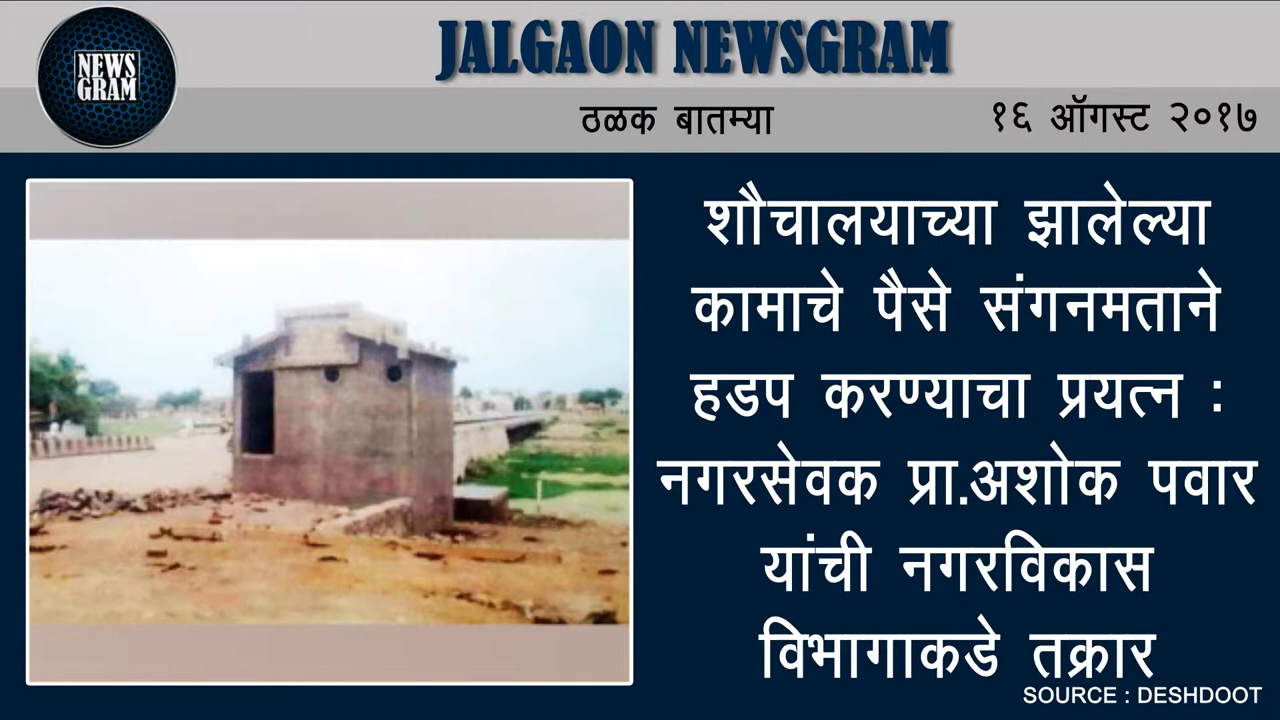 NEWS
GRAM
JALGAON NEWSGRAM
ठळक बातम्या
१६ ऑगस्ट २०१७
शौचालयाच्या झालेल्या
कामाचे पैसे संगनमताने
हडप करण्याचा प्रयत्न :
नगरसेवक प्रा.अशोक पवार
यांची नगरविकास
विभागाकडे तक्रार
SOURCE : DESHDOOT